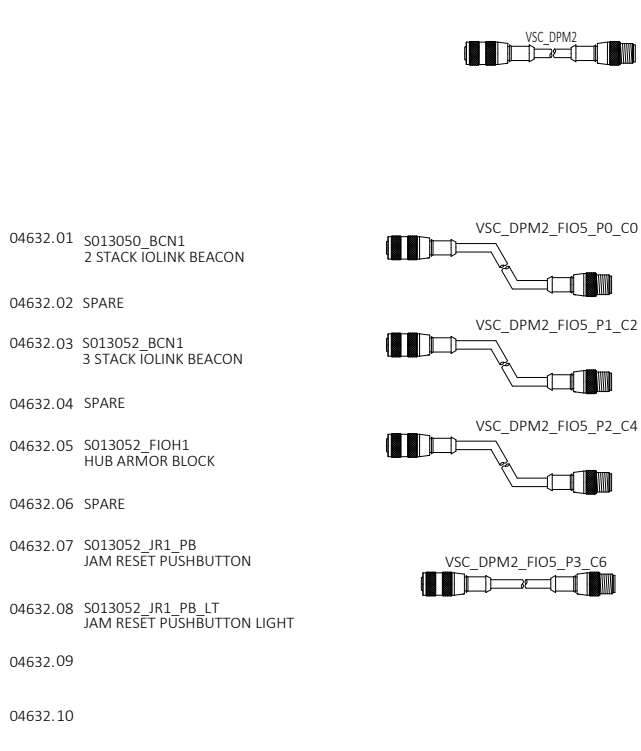 VSC_DPM2
04632.01 S013050_BCN1 VSC_DPM2_FIO5_P0_C0
2 STACK IOLINK BEACON
04632.02 SPARE
04632.03 S013052_BCN1 VSC_DPM2_FIO5_P1_C2
3 STACK IOLINK BEACON
04632.04 SPARE
04632.05 S013052_FIOH1 VSC_DPM2_FIO5_P2_C4
HUB ARMOR BLOCK
04632.06 SPARE
04632.07 S013052_JR1_PB
JAM RESET PUSHBUTTON VSC_DPM2_FIO5_P3_C6
04632.08 S013052_JR1_PB_LT
JAM RESET PUSHBUTTON LIGHT
04632.09
04632.10